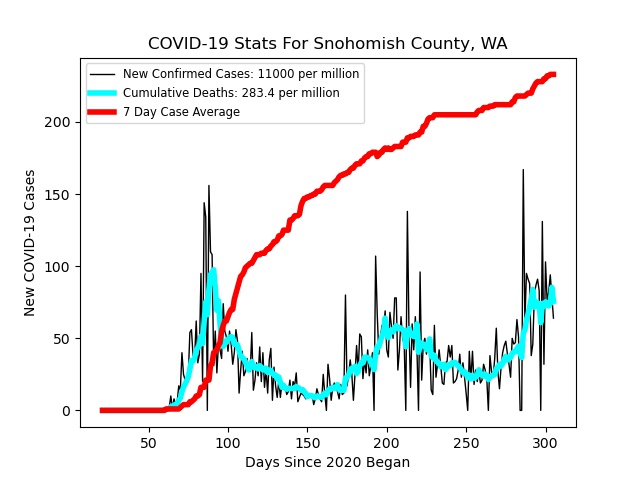 COVID-19 Stats For Snohomish County, WA
New Confirmed Cases: 11000 per million
Cumulative Deaths: 283.4 per million
7 Day Case Average
New COVID-19 Cases
200
150
100
50
0
50 100 150 200 250 300
Days Since 2020 Began